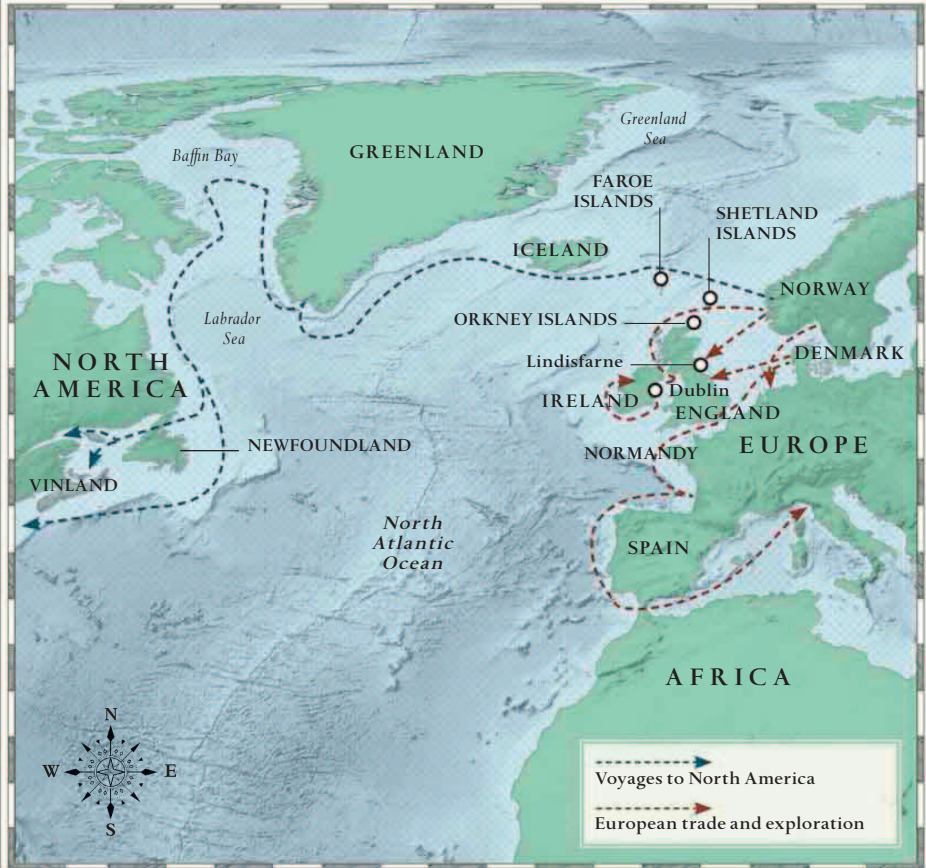 Greenland
Sea
Baffin Bay
GREENLAND
FAROE
ISLANDS
SHETLAND
ISLANDS
ICELAND
NORWAY
ORKNEY ISLANDS
Labrador
Sea
NORTH
AMERICA
Lindisfarne
DENMARK
Dublin
IRELAND
ENGLAND
NEWFOUNDLAND
NORMANDY
EUROPE
VINLAND
North
Atlantic
Ocean
SPAIN
AFRICA
N
W
E
S
Voyages to North America
European trade and exploration